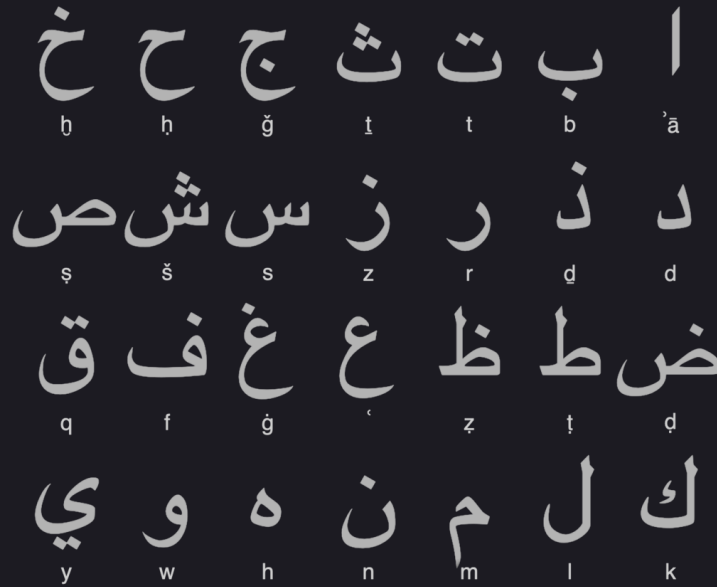 ا ب ت ث ج ح خ
ʾā b t ṯ ǧ ḥ ḫ
د ذ ر ز س ش ص
d ḏ r z s š ṣ
ض ط ظ ع غ ف ق
ḍ ṭ ẓ ʿ ġ f q
ك ل م ن ه و ي
k l m n h w y